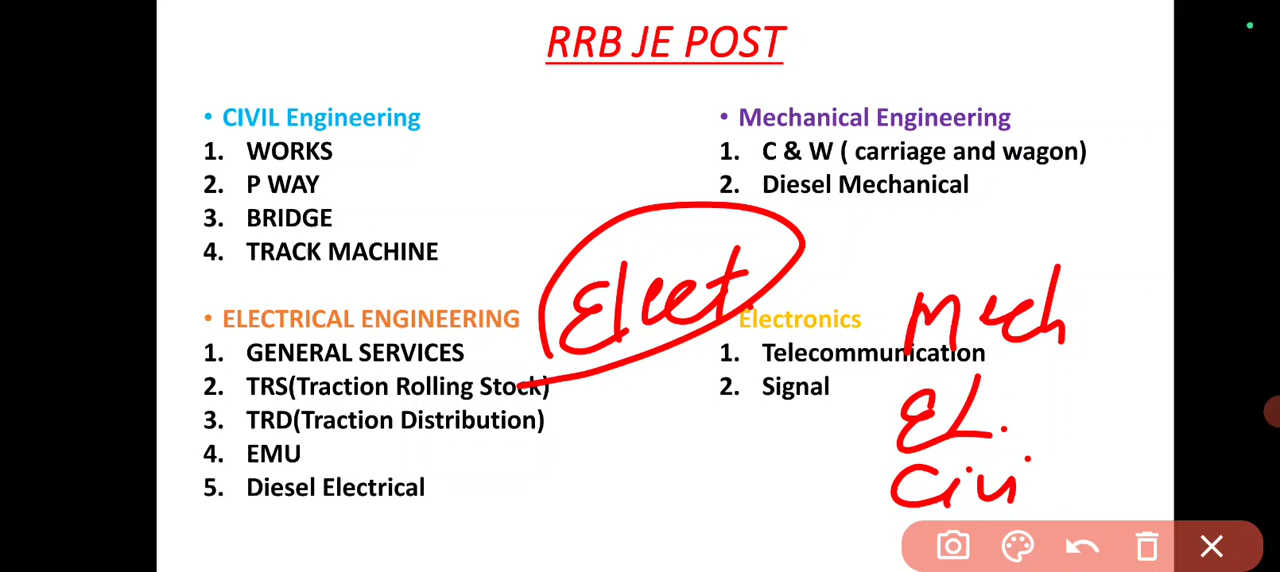 RRB JE POST
• CIVIL Engineering
1. WORKS
2. P WAY
3. BRIDGE
4. TRACK MACHINE
• Mechanical Engineering
1. C & W ( carriage and wagon)
2. Diesel Mechanical
• ELECTRICAL ENGINEERING
1. GENERAL SERVICES
2. TRS(Traction Rolling Stock)
3. TRD(Traction Distribution)
4. EMU
5. Diesel Electrical
Electronics
1. Telecommunication
2. Signal
Elect
Mech
EL.
Civi